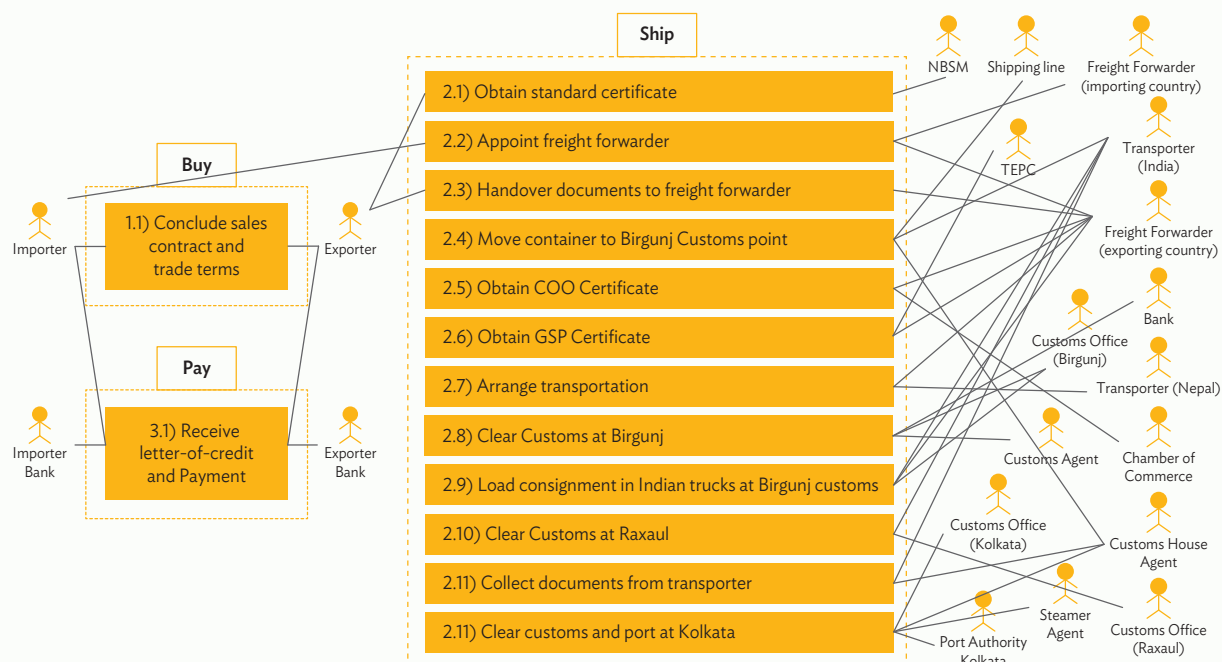 Ship
NBSM
Shipping line
Freight Forwarder
(importing country)
2.1) Obtain standard certificate
2.2) Appoint freight forwarder
TEPC
Transporter
(India)
Buy
2.3) Handover documents to freight forwarder
Importer
1.1) Conclude sales
contract and
trade terms
Exporter
2.4) Move container to Birgunj Customs point
Freight Forwarder
(exporting country)
2.5) Obtain COO Certificate
Bank
2.6) Obtain GSP Certificate
Customs Office
(Birgunj)
Pay
2.7) Arrange transportation
Transporter (Nepal)
Importer
Bank
3.1) Receive
letter-of-credit
and Payment
Exporter
Bank
2.8) Clear Customs at Birgunj
Customs Agent
Chamber of
Commerce
2.9) Load consignment in Indian trucks at Birgunj customs
Customs Office
(Kolkata)
2.10) Clear Customs at Raxaul
Customs House
Agent
2.11) Collect documents from transporter
Steamer
Agent
Customs Office
(Raxaul)
2.11) Clear customs and port at Kolkata
Port Authority
Kolkata